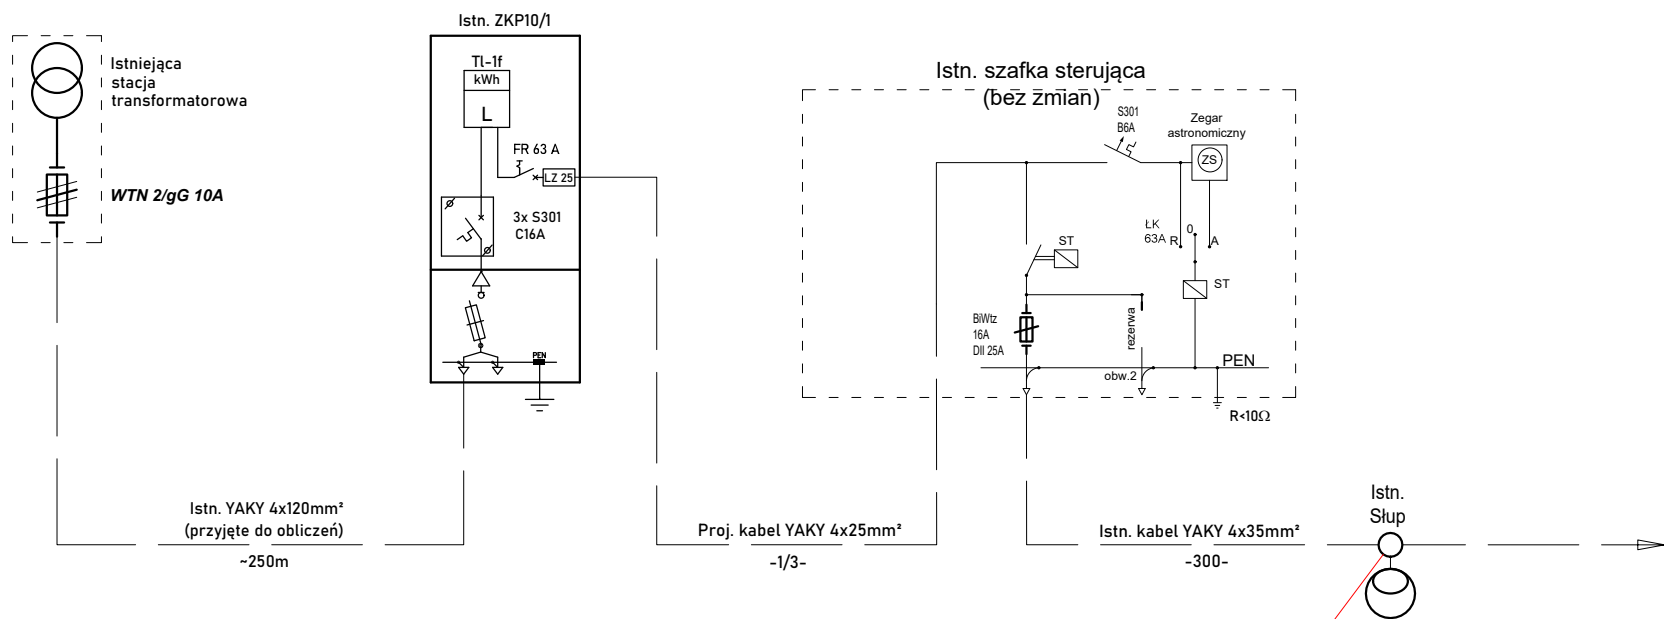 Istn. ZKP10/1
Istniejąca
stacja
transformatorowa
WTN 2/gG 10A
Tl-1f
kWh
L
FR 63 A
LZ 25
3x S301
C16A
PEN
Istn. szafka sterująca
(bez zmian)
S301
B6A
Zegar
astronomiczny
ZS
ŁK
63A
R
0
A
ST
ST
BiWtz
16A
DII 25A
rezerwa
obw.2
PEN
R<10Ω
Istn. YAKY 4x120mm²
(przyjęte do obliczeń)
~250m
Proj. kabel YAKY 4x25mm²
-1/3-
Istn. kabel YAKY 4x35mm²
-300-
Istn.
Słup